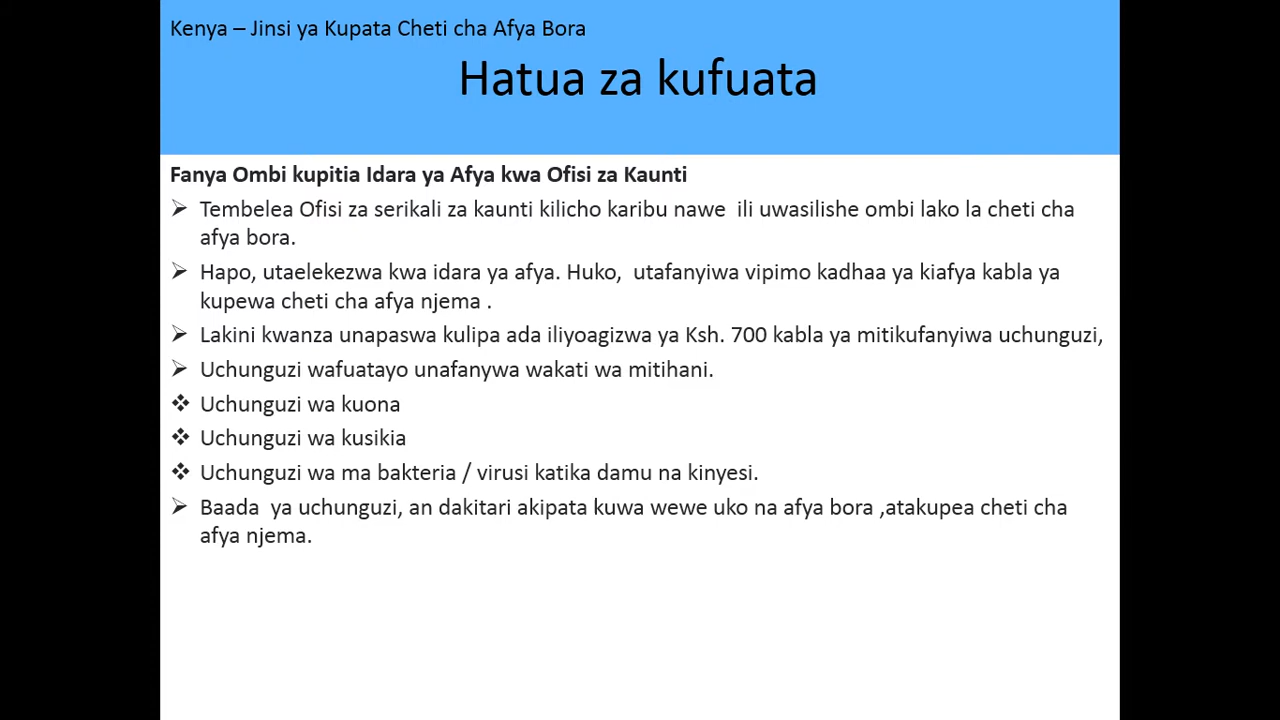 Kenya – Jinsi ya Kupata Cheti cha Afya Bora
Hatua za kufuata
Fanya Ombi kupitia Idara ya Afya kwa Ofisi za Kaunti
➢ Tembelea Ofisi za serikali za kaunti kilicho karibu nawe ili uwasilishe ombi lako la cheti cha
afya bora.
➢ Hapo, utaelekezwa kwa idara ya afya. Huko, utafanyiwa vipimo kadhaa ya kiafya kabla ya
kupewa cheti cha afya njema .
➢ Lakini kwanza unapaswa kulipa ada iliyoagizwa ya Ksh. 700 kabla ya mitikufanyiwa uchunguzi,
➢ Uchunguzi wafuatayo unafanywa wakati wa mitihani.
❖ Uchunguzi wa kuona
❖ Uchunguzi wa kusikia
❖ Uchunguzi wa ma bakteria / virusi katika damu na kinyesi.
➢ Baada ya uchunguzi, an dakitari akipata kuwa wewe uko na afya bora ,atakupea cheti cha
afya njema.